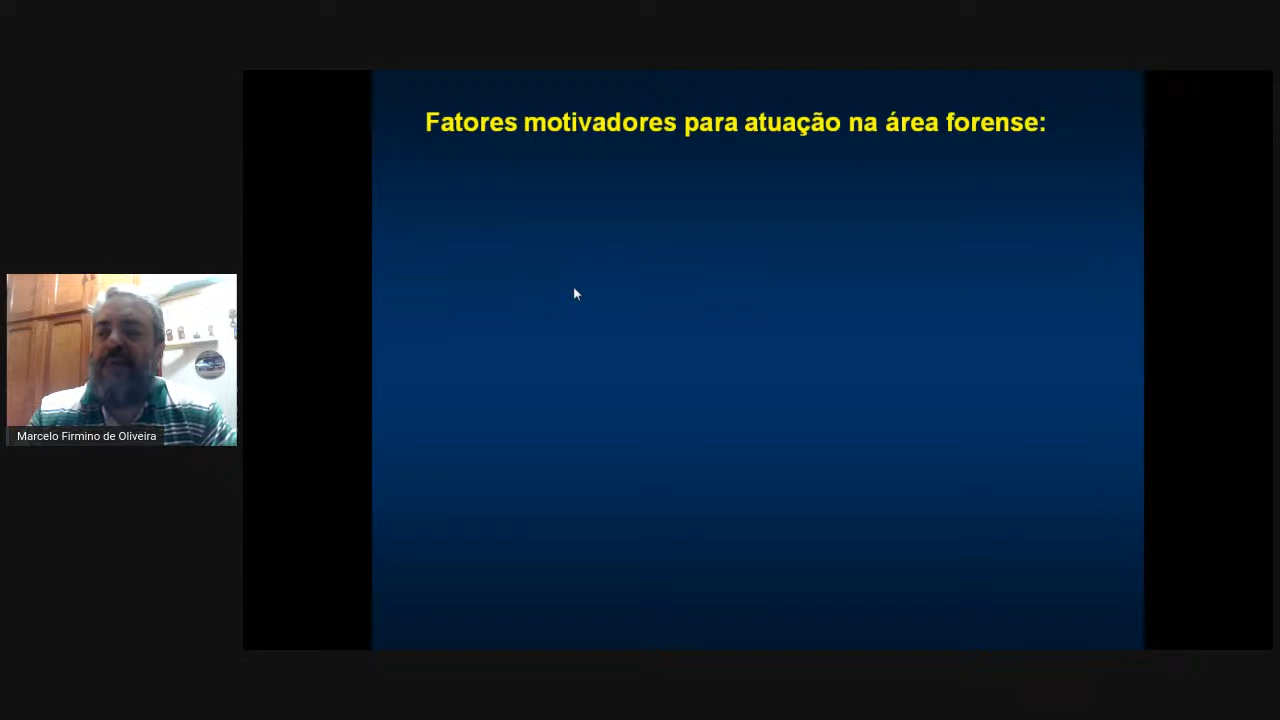 Fatores motivadores para atuação na área forense:
Marcelo Firmino de Oliveira